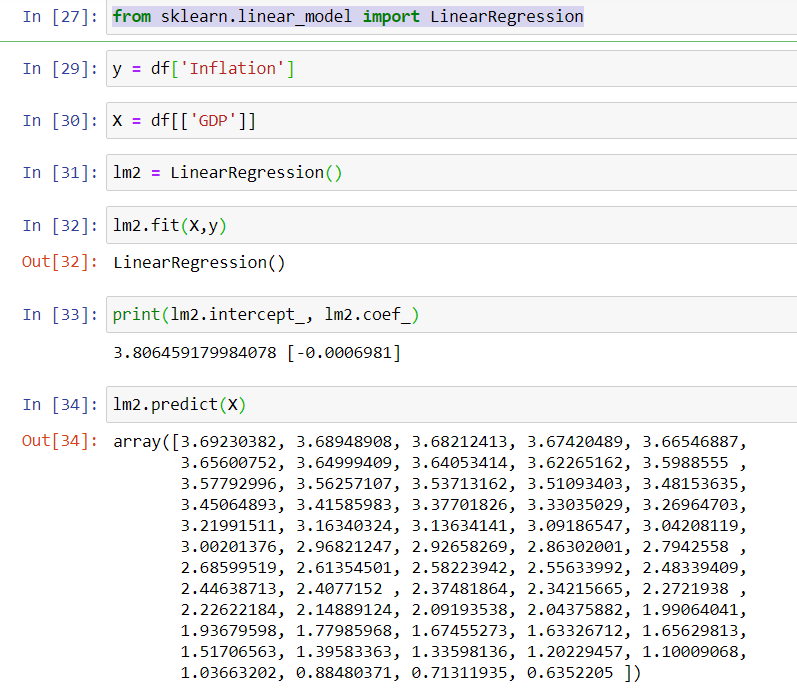 In [27]: from sklearn.linear_model import LinearRegression
In [29]: y = df['Inflation']
In [30]: X = df[['GDP']]
In [31]: lm2 = LinearRegression()
In [32]: lm2.fit(X,y)
Out[32]: LinearRegression()
In [33]: print(lm2.intercept_, lm2.coef_)
3.806459179984078 [-0.0006981]
In [34]: lm2.predict(X)
Out[34]: array([3.69230382, 3.68948908, 3.68212413, 3.67420489, 3.66546887,
3.65600752, 3.64999409, 3.64053414, 3.62265162, 3.5988555 ,
3.57792996, 3.56257107, 3.53713162, 3.51093403, 3.48153635,
3.45064893, 3.41585983, 3.37701826, 3.33035029, 3.26964703,
3.21991511, 3.16340324, 3.13634141, 3.09186547, 3.04208119,
3.00201376, 2.96821247, 2.92658269, 2.86302001, 2.7942558 ,
2.68599519, 2.61354501, 2.58223942, 2.55633992, 2.48339409,
2.44638713, 2.4077152 , 2.37481864, 2.34215665, 2.2721938 ,
2.22622184, 2.14889124, 2.09193538, 2.04375882, 1.99064041,
1.93679598, 1.77985968, 1.67455273, 1.63326712, 1.65629813,
1.51706563, 1.39583363, 1.33598136, 1.20229457, 1.10009068,
1.03663202, 0.88480371, 0.71311935, 0.6352205 ])